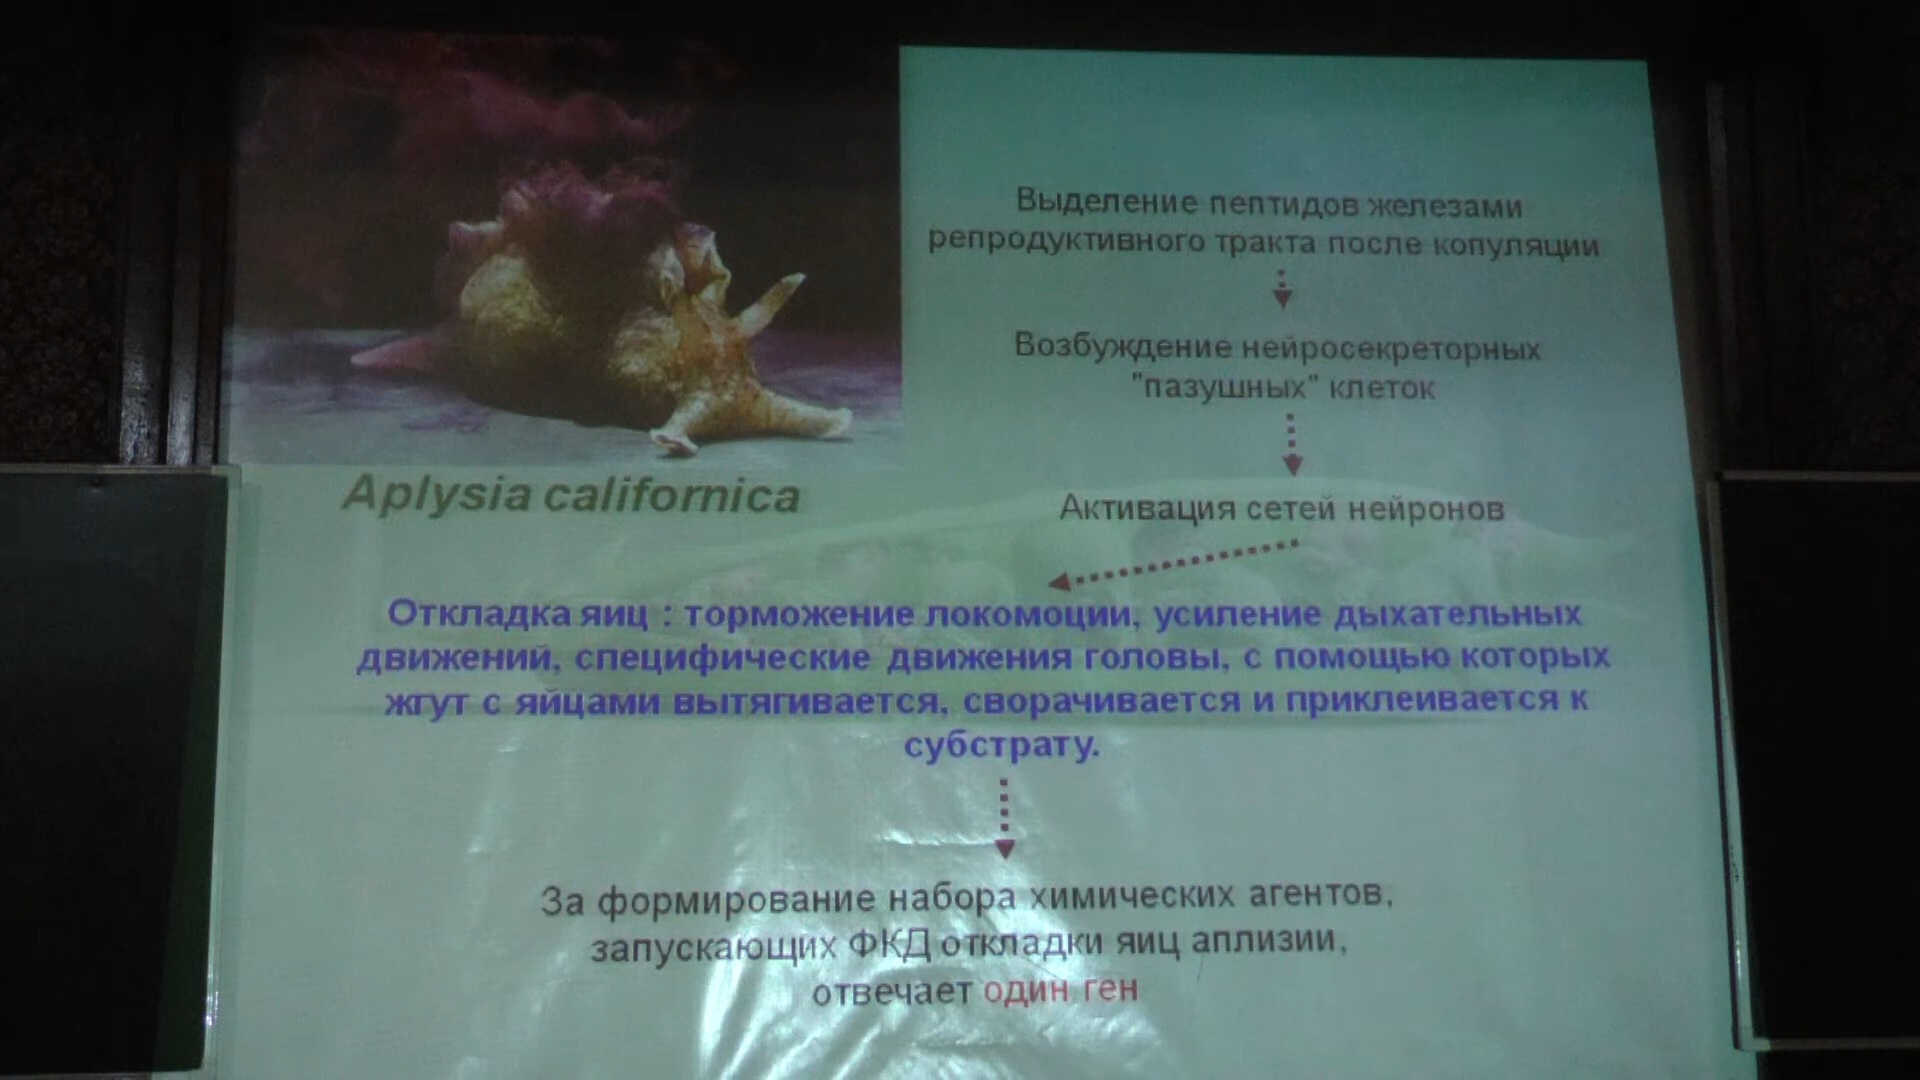 Выделение пептидов железами
репродуктивного тракта после копуляции
Возбуждение нейросекреторных
"пазушных" клеток
Aplysia californica
Активация сетей нейронов
Откладка яиц : торможение локомоции, усиление дыхательных
движений, специфические движения головы, с помощью которых
жгут с яйцами вытягивается, сворачивается и приклеивается к
субстрату.
За формирование набора химических агентов,
запускающих ФКД откладки яиц аплизии,
отвечает один ген